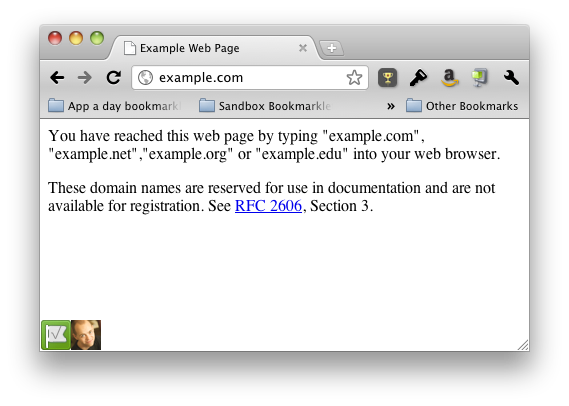 Example Web Page
example.com
App a day bookmark
Sandbox Bookmarkle
»
Other Bookmarks
You have reached this web page by typing "example.com",
"example.net","example.org" or "example.edu" into your web browser.
These domain names are reserved for use in documentation and are not
available for registration. See RFC 2606, Section 3.